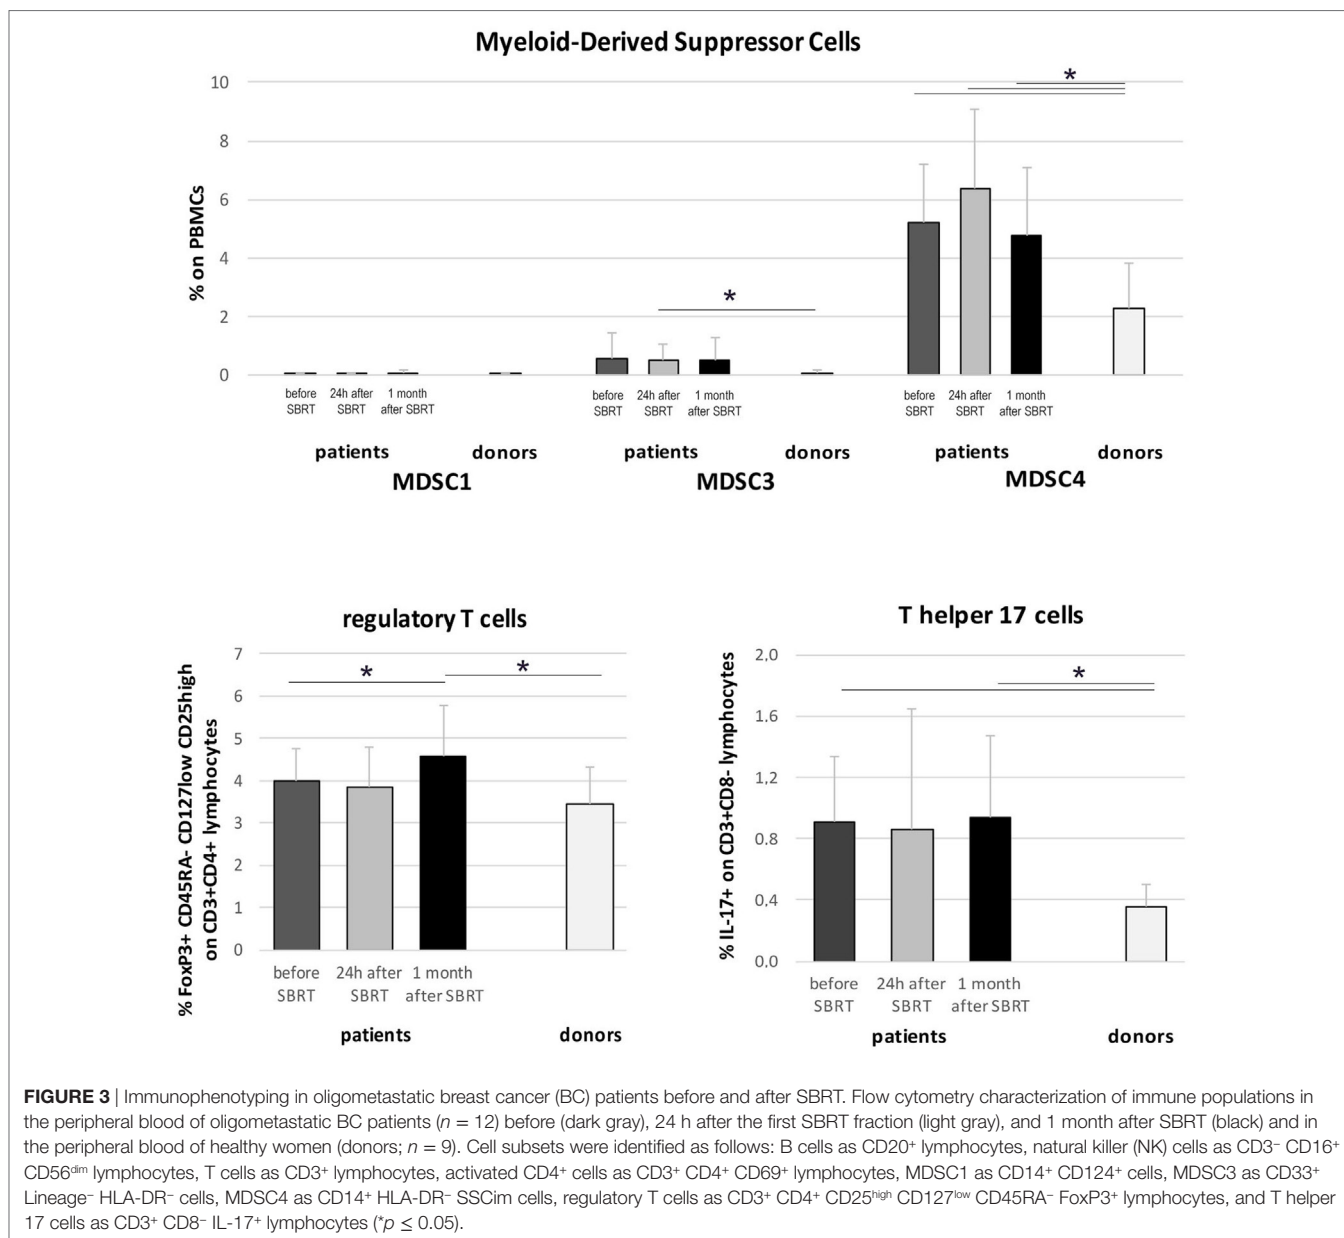 Myeloid-Derived Suppressor Cells
10
8
6
4
2
0
% on PBMCs
*
*
before SBRT
24h after SBRT
1 month after SBRT
before SBRT
24h after SBRT
1 month after SBRT
before SBRT
24h after SBRT
1 month after SBRT
patients donors patients donors patients donors
MDSC1 MDSC3 MDSC4
regulatory T cells
7
6
5
4
3
2
1
0
% FoxP3+ CD45RA- CD127low CD25high
on CD3+CD4+ lymphocytes
* *
before SBRT
24h after SBRT
1 month after SBRT
patients donors
T helper 17 cells
2.0
1.6
1,2
0.8
0.4
0.0
% IL-17+ on CD3+CD8- lymphocytes
*
before SBRT
24h after SBRT
1 month after SBRT
patients donors
FIGURE 3 | Immunophenotyping in oligometastatic breast cancer (BC) patients before and after SBRT. Flow cytometry characterization of immune populations in
the peripheral blood of oligometastatic BC patients (n = 12) before (dark gray), 24 h after the first SBRT fraction (light gray), and 1 month after SBRT (black) and in
the peripheral blood of healthy women (donors; n = 9). Cell subsets were identified as follows: B cells as CD20⁺ lymphocytes, natural killer (NK) cells as CD3⁻ CD16⁺
CD56ᵈⁱᵐ lymphocytes, T cells as CD3⁺ lymphocytes, activated CD4⁺ cells as CD3⁺ CD4⁺ CD69⁺ lymphocytes, MDSC1 as CD14⁺ CD124⁺ cells, MDSC3 as CD33⁺
Lineage⁻ HLA-DR⁻ cells, MDSC4 as CD14⁺ HLA-DR⁻ SSCim cells, regulatory T cells as CD3⁺ CD4⁺ CD25ʰⁱᵍʰ CD127ˡᵒʷ CD45RA⁻ FoxP3⁺ lymphocytes, and T helper
17 cells as CD3⁺ CD8⁻ IL-17⁺ lymphocytes (*p ≤ 0.05).